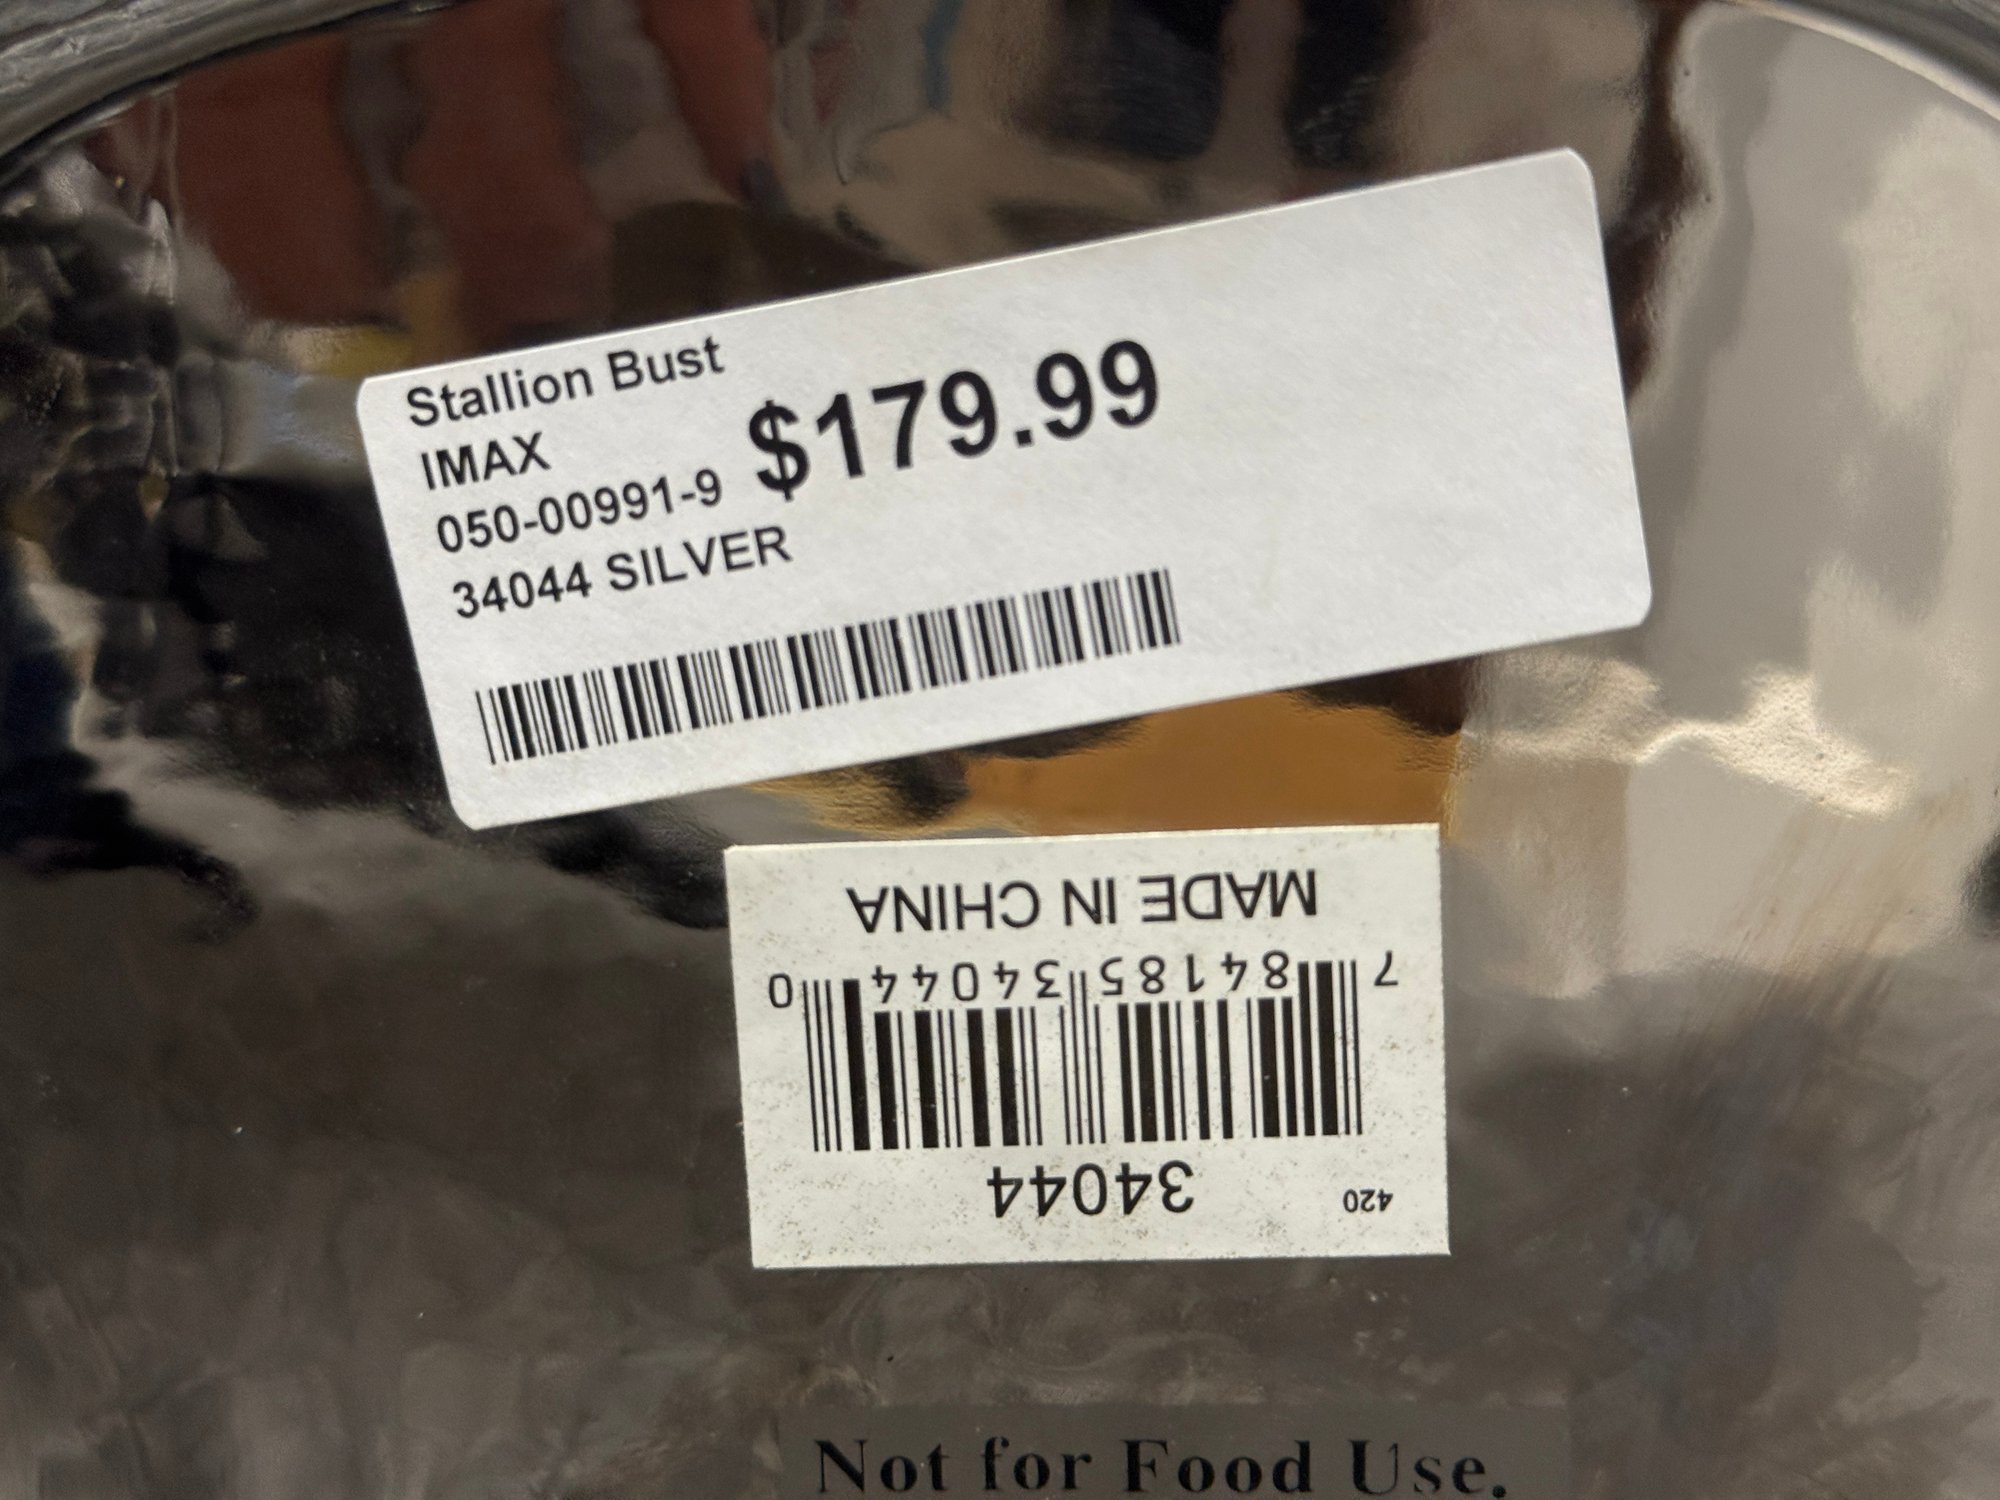 Stallion Bust
IMAX
050-00991-9
$179.99
34044 SILVER
MADE IN CHINA
7 84185 34044 0
34044
420
Not for Food Use.